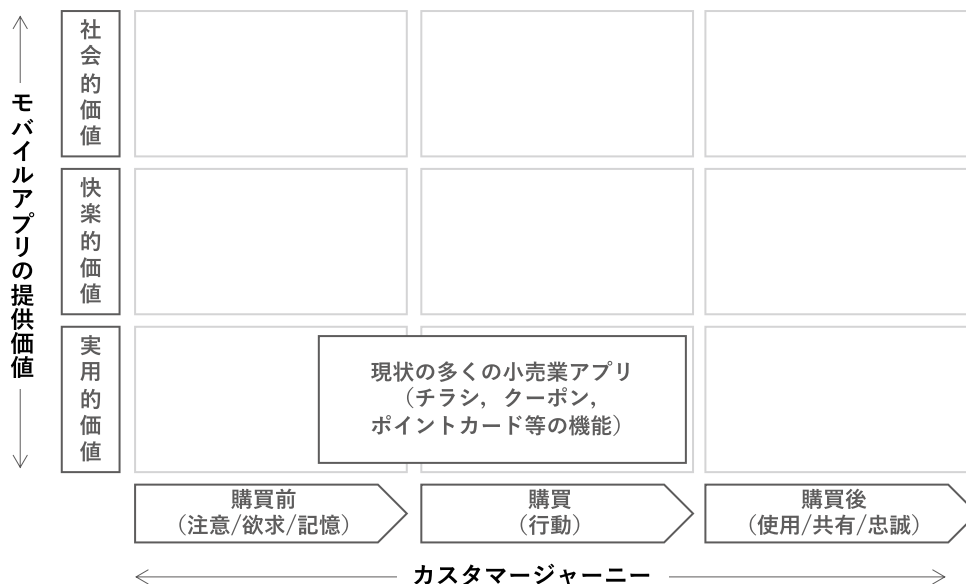 モバイルアプリの提供価値
社会的価値
快楽的価値
実用的価値
現状の多くの小売業アプリ
（チラシ，クーポン，
ポイントカード等の機能）
購買前
（注意/欲求/記憶）
購買
（行動）
購買後
（使用/共有/忠誠）
カスタマージャーニー